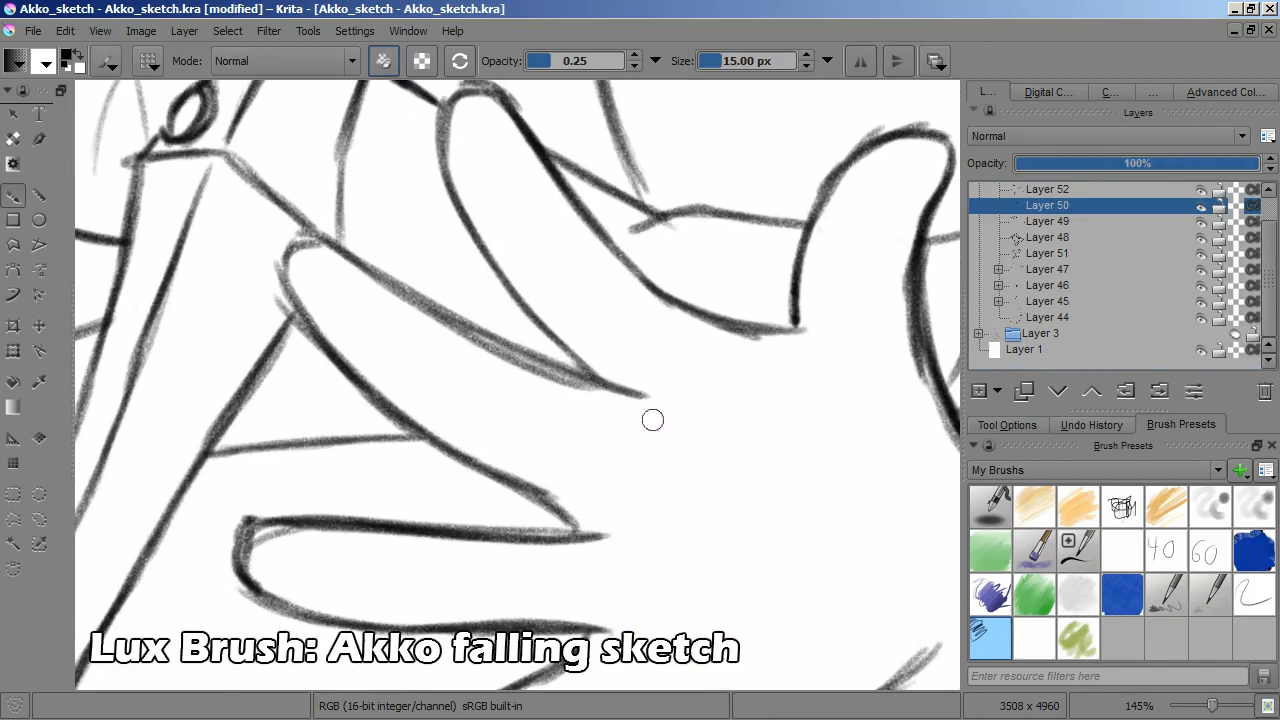 Akko_sketch - Akko_sketch.kra [modified] – Krita - [Akko_sketch - Akko_sketch.kra]
File Edit View Image Layer Select Filter Tools Settings Window Help
Mode: Normal Opacity: 0.25 Size: 15.00 px
L... Digital C... C... ... Advanced Col...
Layers
Normal
Opacity: 100%
Layer 52
Layer 50
Layer 49
Layer 48
Layer 51
Layer 47
Layer 46
Layer 45
Layer 44
Layer 3
Layer 1
Tool Options Undo History Brush Presets
Brush Presets
My Brushes
40 60
Lux Brush: Akko falling sketch
Enter resource filters here
RGB (16-bit integer/channel) sRGB built-in 3508 x 4960 145%